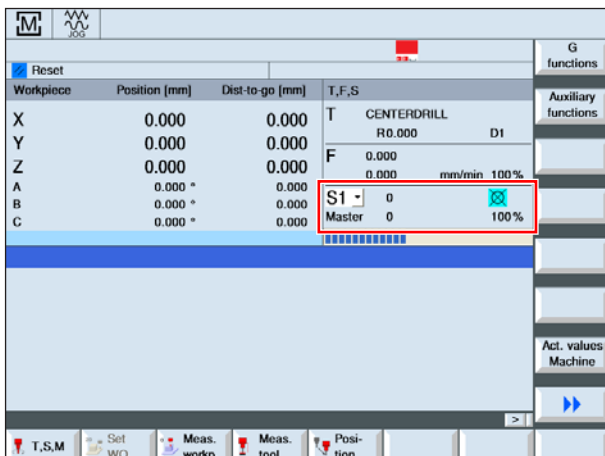 M
JOG
G
functions
Reset
Workpiece Position [mm] Dist-to-go [mm] T,F,S
Auxiliary
functions
X 0.000 0.000
T CENTERDRILL
R0.000 D1
Y 0.000 0.000
F 0.000
Z 0.000 0.000
0.000 mm/min 100%
A 0.000 ° 0.000
B 0.000 ° 0.000
S1 0
C 0.000 ° 0.000
Master 0 100%
Act. values
Machine
>
T,S,M
Set
WO
Meas.
workp.
Meas.
tool
Posi-
tion